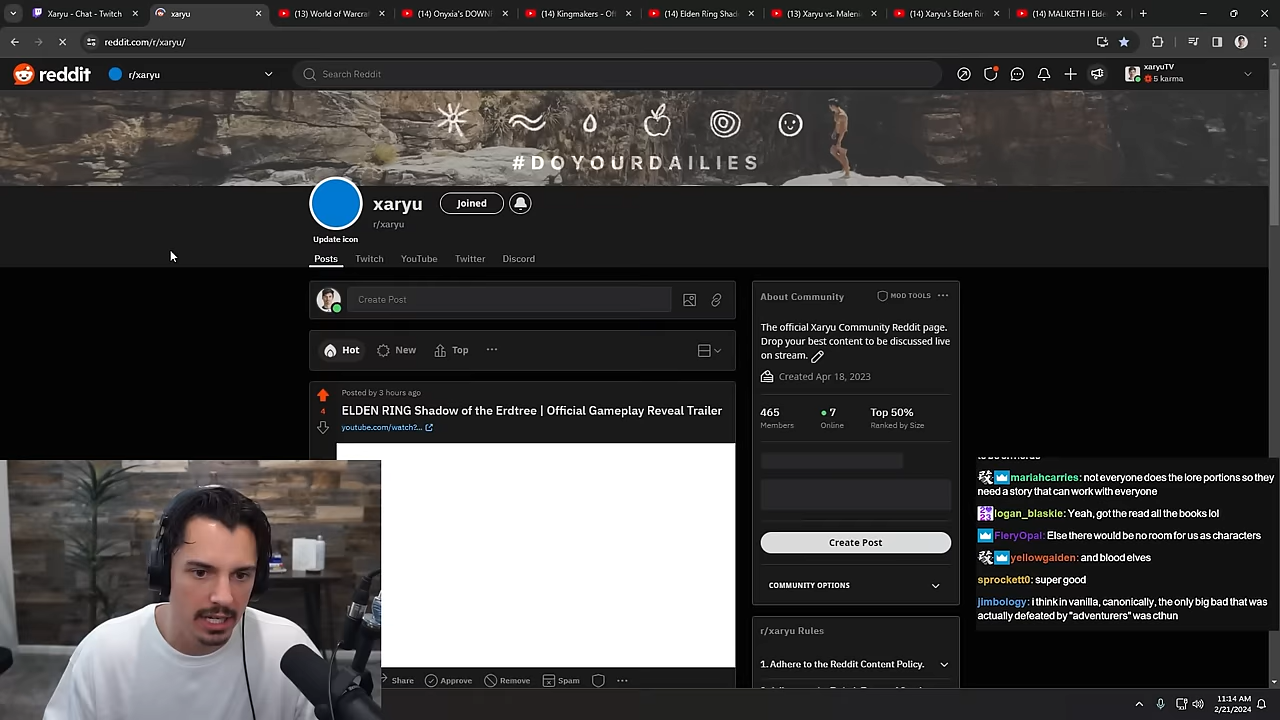 Xaryu - Chat - Twitch
xaryu
(13) World of Warcra
(14) Onyxia's DOWN
(14) Kingmakers - Of
(14) Elden Ring Shad
(13) Xaryu vs. Maleni
(14) Xaryu's Elden Ri
(14) MALIKETH I Elde
reddit.com/r/xaryu/
reddit
r/xaryu
Search Reddit
xaryuTV
5 karma
#DOYOURDAILIES
xaryu
Joined
r/xaryu
Update icon
Posts
Twitch
YouTube
Twitter
Discord
Create Post
Hot
New
Top
Posted by 3 hours ago
4
ELDEN RING Shadow of the Erdtree | Official Gameplay Reveal Trailer
youtube.com/watch?...
Share
Approve
Remove
Spam
About Community
MOD TOOLS
The official Xaryu Community Reddit page.
Drop your best content to be discussed live
on stream.
Created Apr 18, 2023
465
7
Top 50%
Members
Online
Ranked by Size
Create Post
COMMUNITY OPTIONS
r/xaryu Rules
1. Adhere to the Reddit Content Policy.
mariahcarries: not everyone does the lore portions so they
need a story that can work with everyone
logan_blaskie: Yeah, got the read all the books lol
FleryOpal: Else there would be no room for us as characters
yellowgalden: and blood elves
sprockett0: super good
jimbology: i think in vanilla, canonically, the only big bad that was
actually defeated by "adventurers" was cthun
11:14 AM
2/21/2024